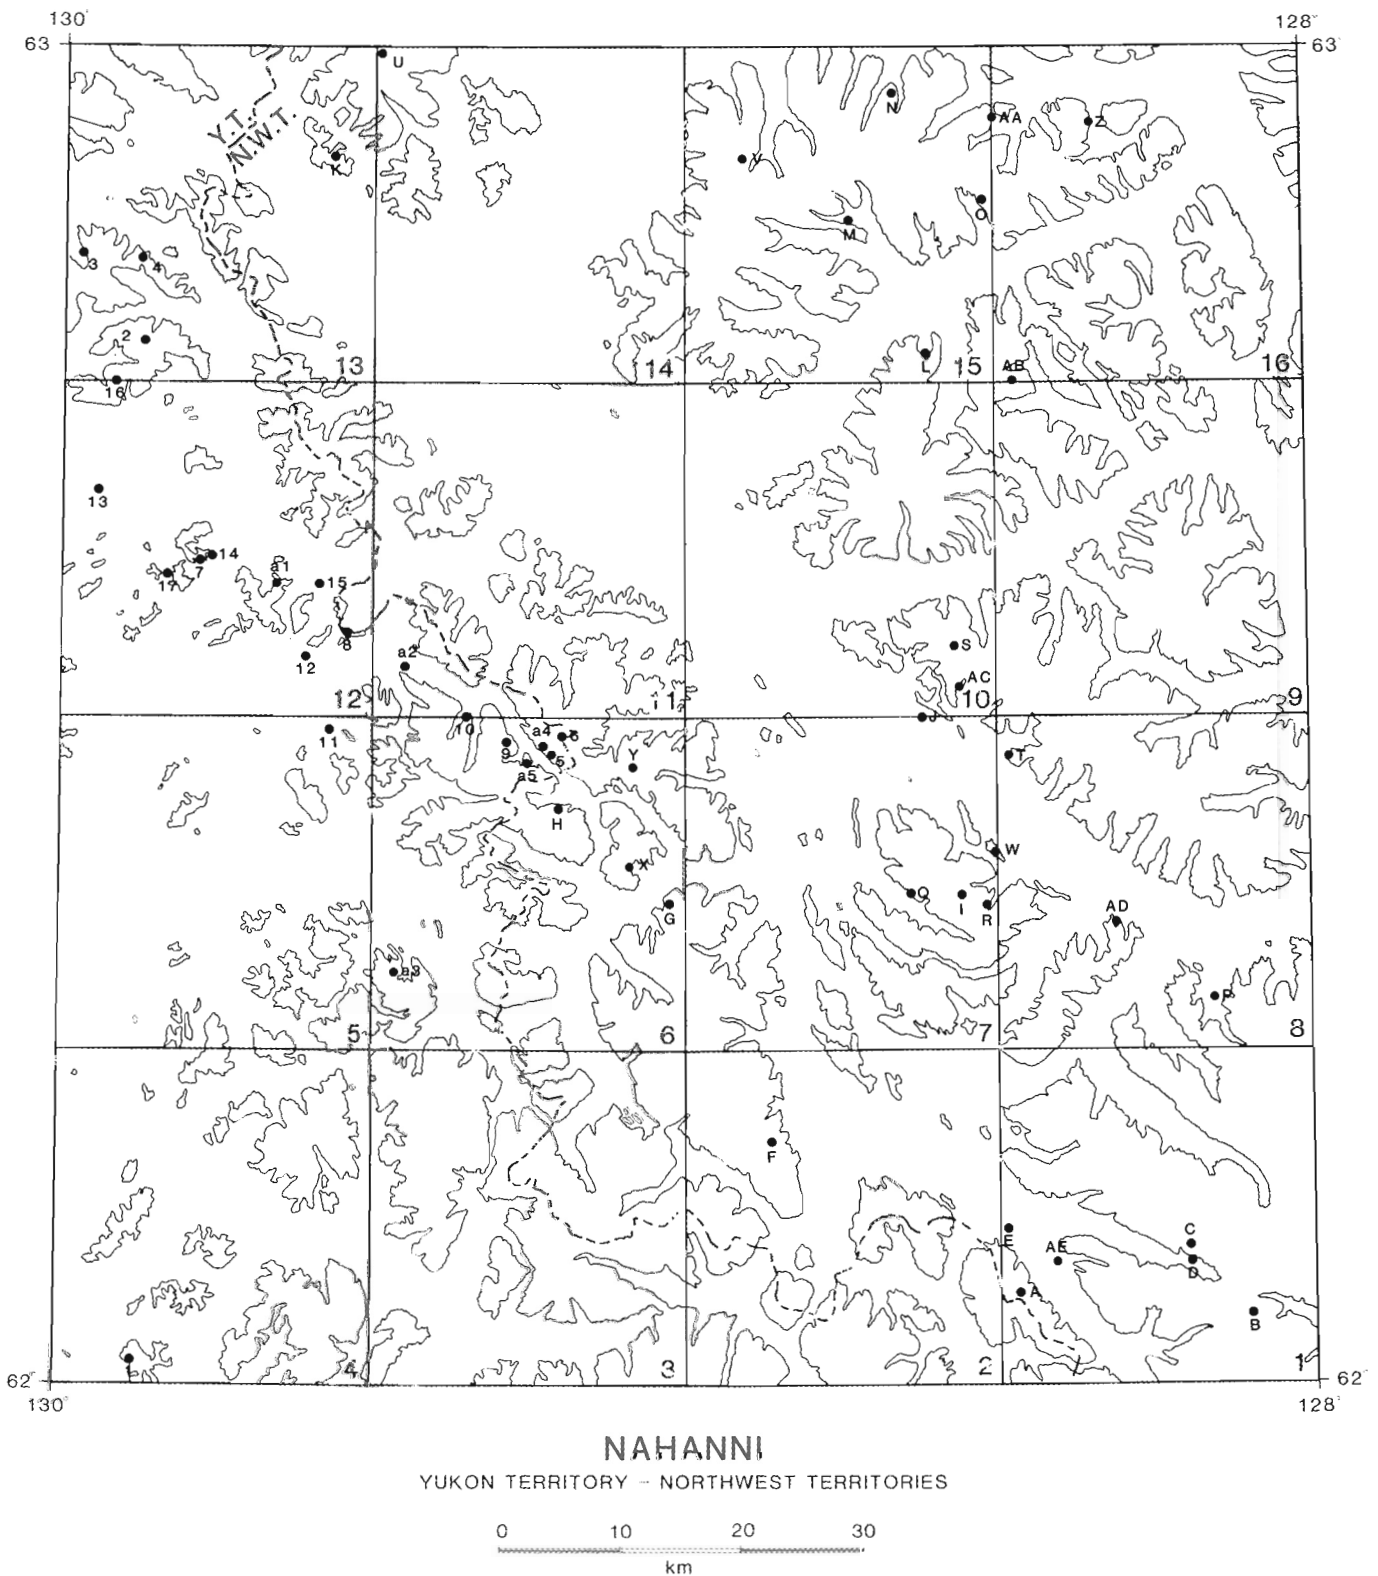 130° 128°
63 63
U
N
AA Z
Y.T.
N.W.T.
K
V
O
M
3 4
2
L
13 14 15 AB 16
16
13
14
7
17
a1 15
8
12
a2
S
AC
12 11 10 9
11 10 J
9 a4 6
5
a5
Y T
H
X
W
Q I R
G
AD
a3
P
5 6 7 8
F
E
AE
C
D
A
B
1
4 3 2 1
62° 62°
130° 128°
NAHANNI
YUKON TERRITORY – NORTHWEST TERRITORIES
0 10 20 30
km